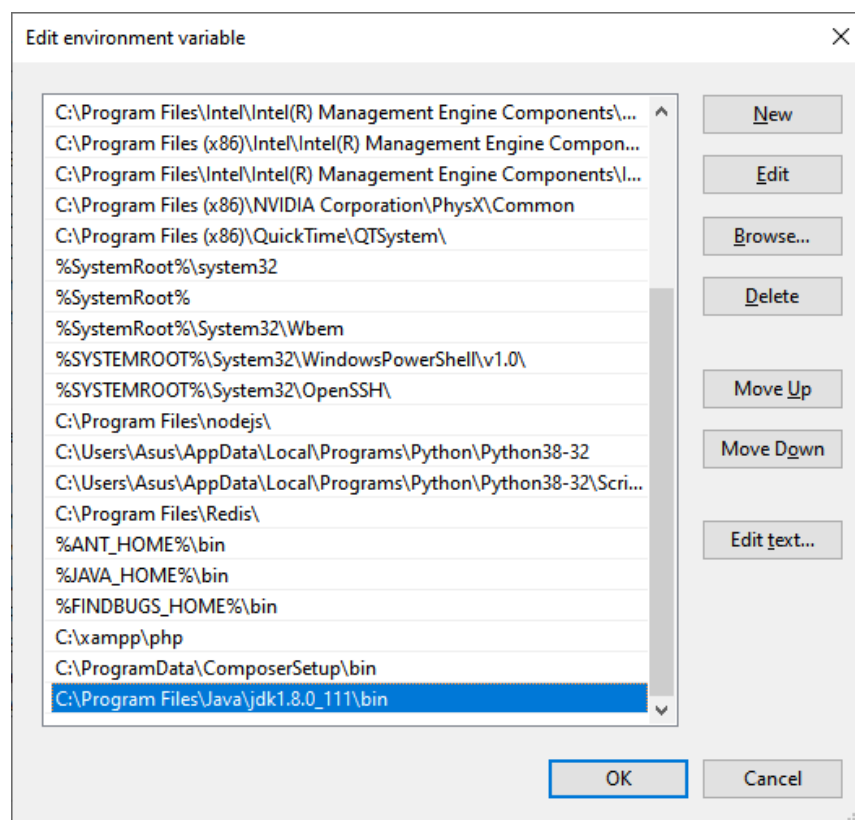 Edit environment variable
C:\Program Files\Intel\Intel(R) Management Engine Components\...
C:\Program Files (x86)\Intel\Intel(R) Management Engine Compon...
C:\Program Files\Intel\Intel(R) Management Engine Components\I...
C:\Program Files (x86)\NVIDIA Corporation\PhysX\Common
C:\Program Files (x86)\QuickTime\QTSystem\
%SystemRoot%\system32
%SystemRoot%
%SystemRoot%\System32\Wbem
%SYSTEMROOT%\System32\WindowsPowerShell\v1.0\
%SYSTEMROOT%\System32\OpenSSH\
C:\Program Files\nodejs\
C:\Users\Asus\AppData\Local\Programs\Python\Python38-32
C:\Users\Asus\AppData\Local\Programs\Python\Python38-32\Scri...
C:\Program Files\Redis\
%ANT_HOME%\bin
%JAVA_HOME%\bin
%FINDBUGS_HOME%\bin
C:\xampp\php
C:\ProgramData\ComposerSetup\bin
C:\Program Files\Java\jdk1.8.0_111\bin
New
Edit
Browse...
Delete
Move Up
Move Down
Edit text...
OK
Cancel